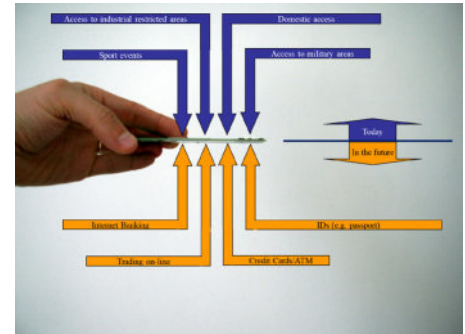 Access to industrial restricted areas
Domestic access
Sport events
Access to military areas
Today
In the future
Internet Banking
IDs (e.g. passport)
Trading on-line
Credit Cards/ATM